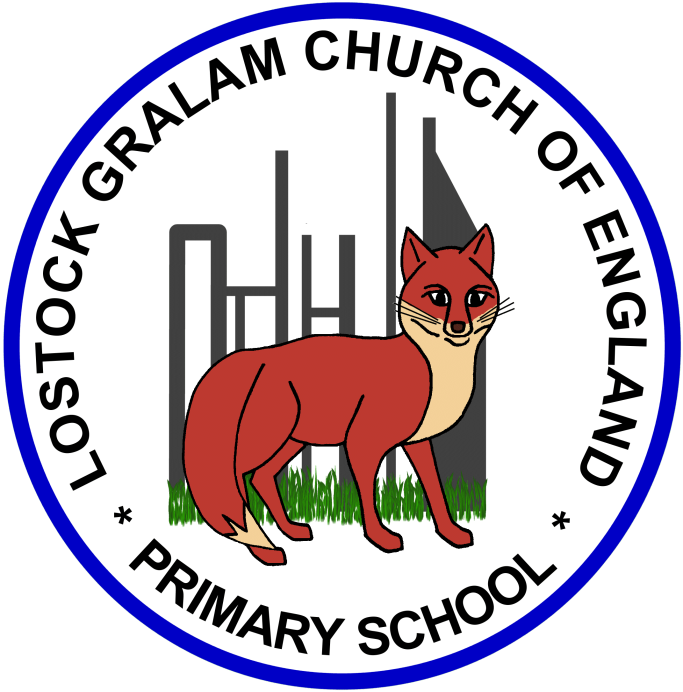 LOSTOCK GRALAM CHURCH OF ENGLAND
* PRIMARY SCHOOL *